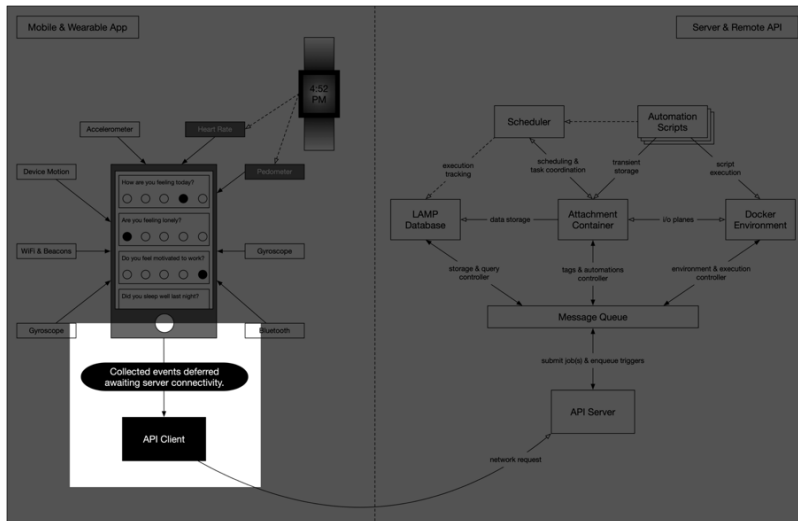 Mobile & Wearable App
Server & Remote API
4:52
PM
Accelerometer
Heart Rate
Scheduler
Automation
Scripts
execution
tracking
scheduling &
task coordination
transient
storage
script
execution
Device Motion
Pedometer
How are you feeling today?
Are you feeling lonely?
LAMP
Database
data storage
Attachment
Container
i/o planes
Docker
Environment
WiFi & Beacons
Gyroscope
Do you feel motivated to work?
storage & query
controller
tags & automations
controller
environment & execution
controller
Did you sleep well last night?
Gyroscope
Bluetooth
Message Queue
Collected events deferred
awaiting server connectivity.
submit job(s) & enqueue triggers
API Client
API Server
network request